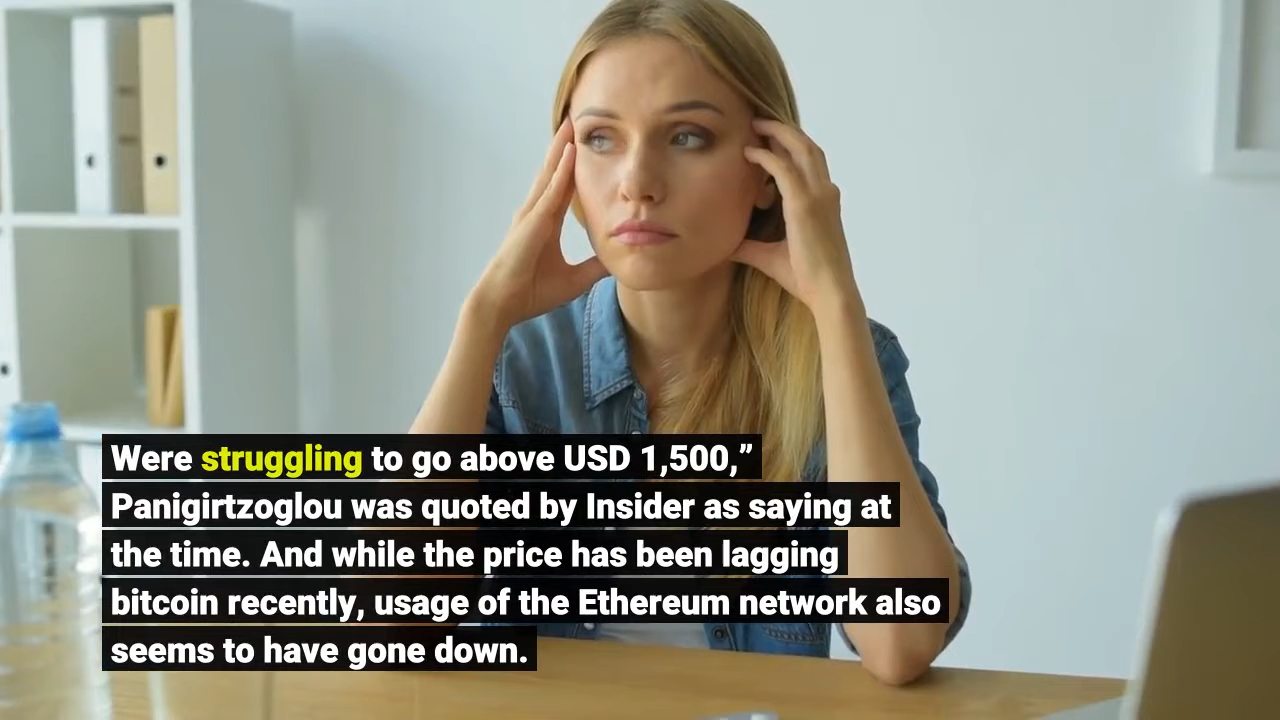 Were struggling to go above USD 1,500,”
Panigirtzoglou was quoted by Insider as saying at
the time. And while the price has been lagging
bitcoin recently, usage of the Ethereum network also
seems to have gone down.